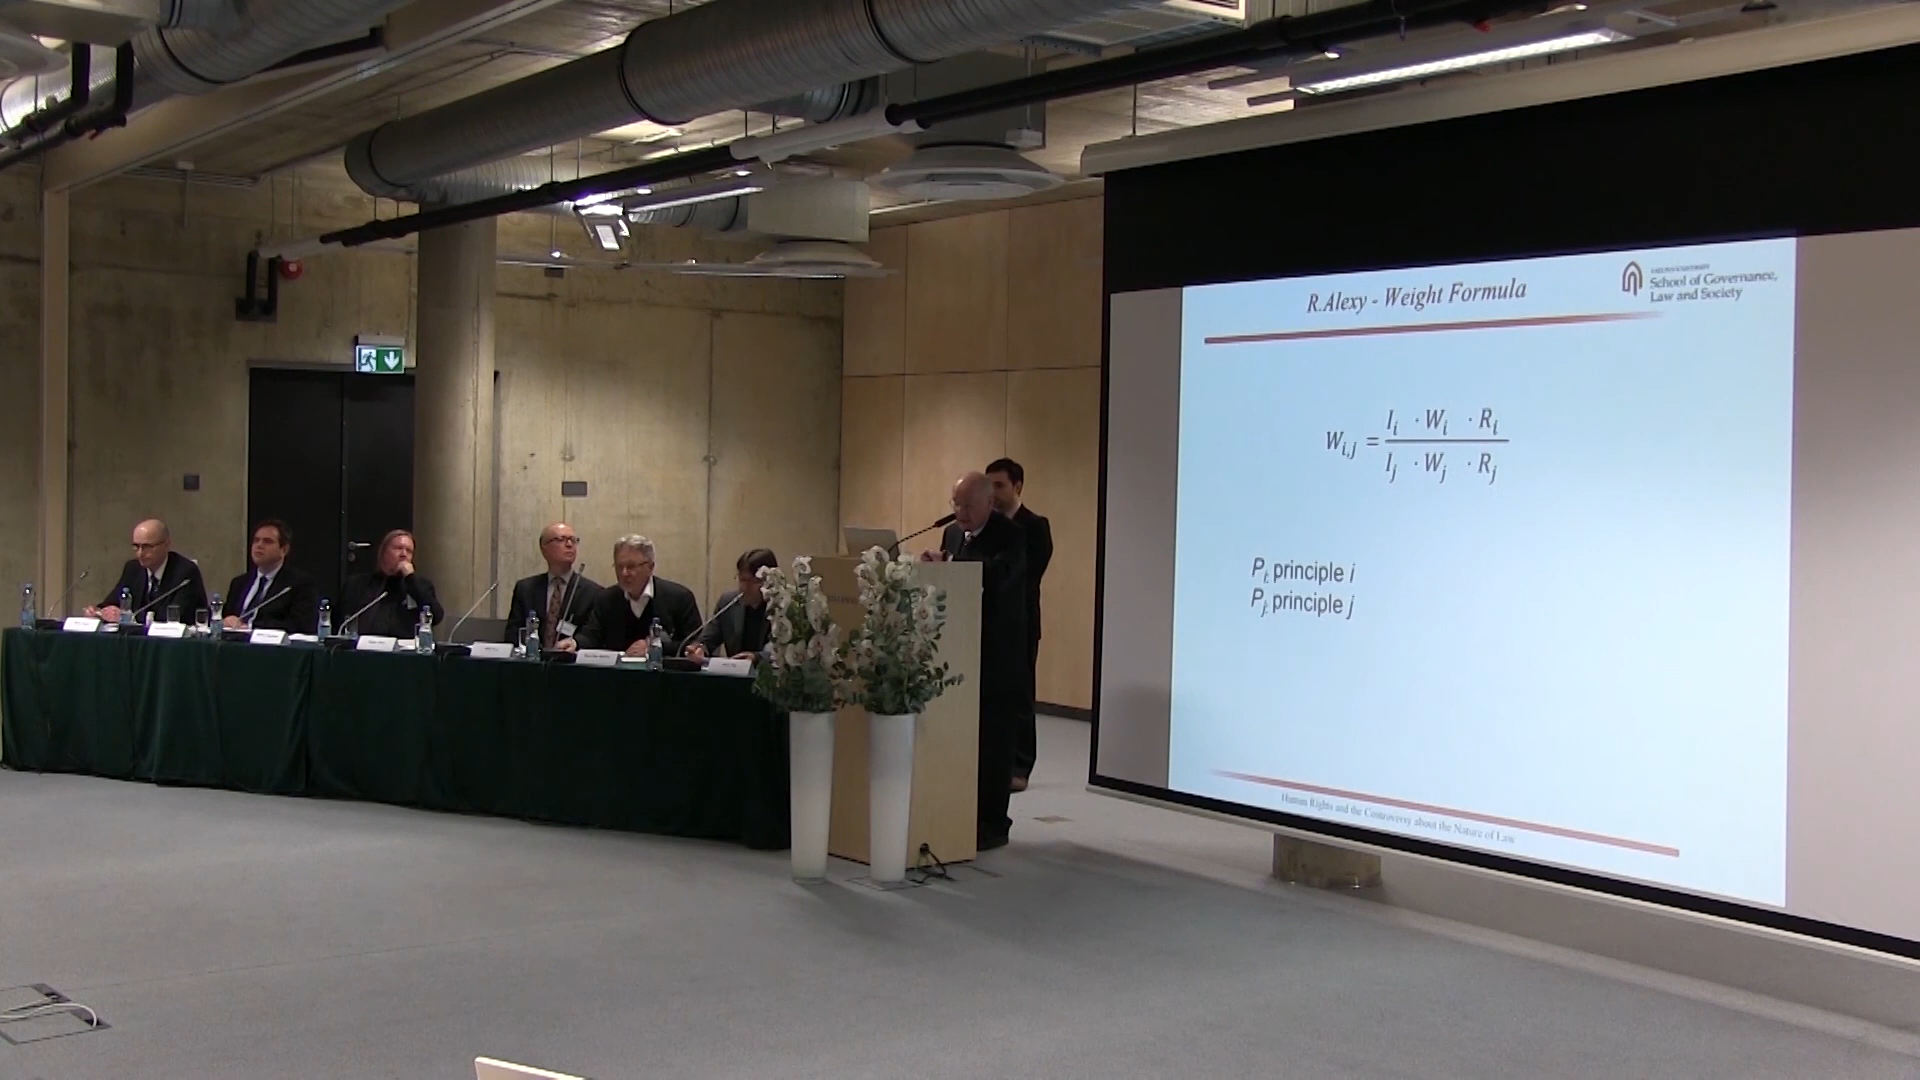 R.Alexy - Weight Formula
School of Governance,
Law and Society
W_{i,j} = \frac{I_i · W_i · R_i}{I_j · W_j · R_j}
P_i: principle i
P_j: principle j
Human Rights and the Controversy about the Nature of Law